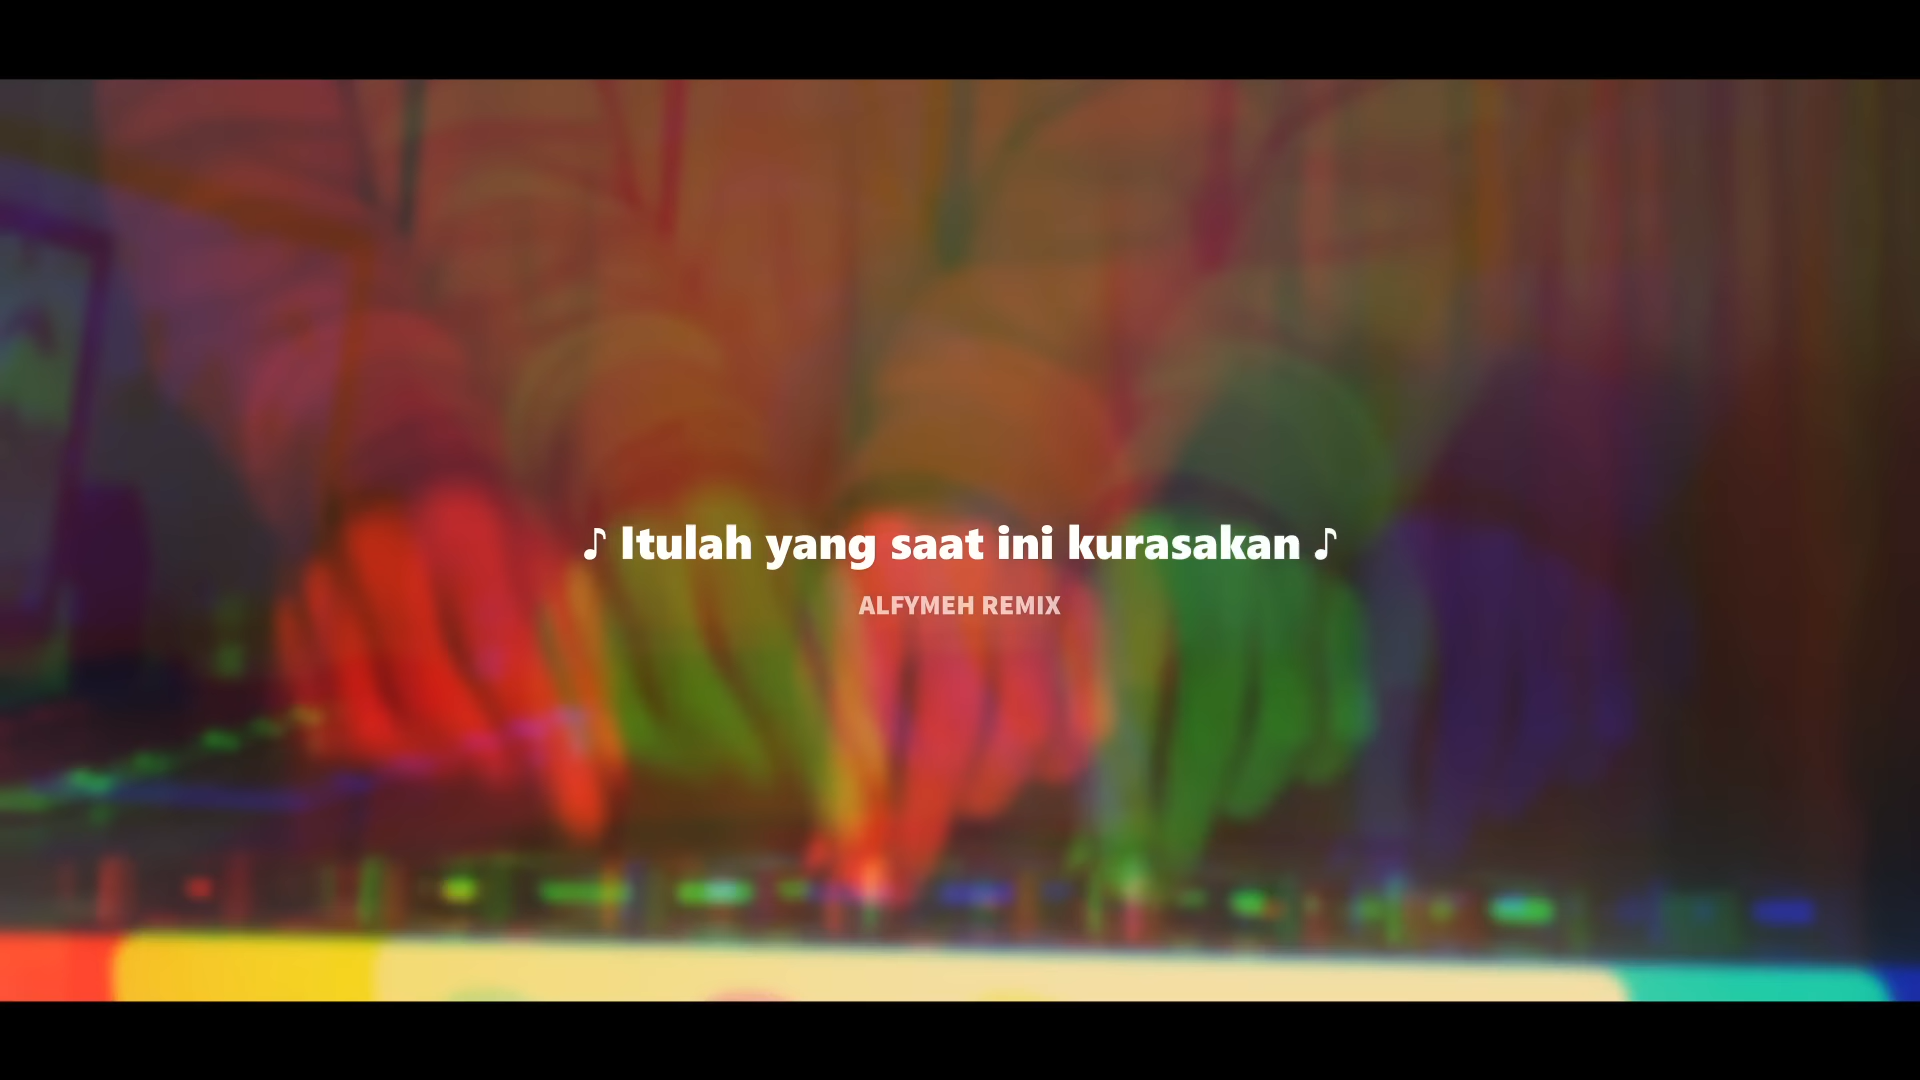 ♪ Itulah yang saat ini kurasakan ♪
ALFYMEH REMIX